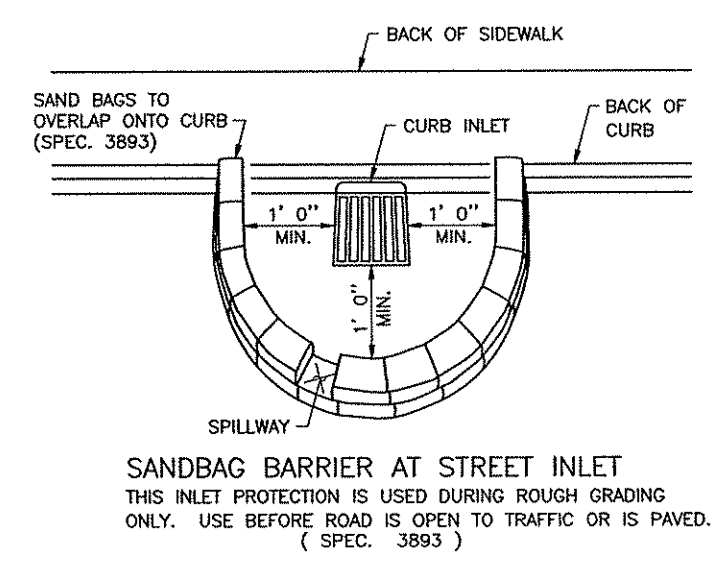 BACK OF SIDEWALK
SAND BAGS TO
OVERLAP ONTO CURB
(SPEC. 3893)
CURB INLET
BACK OF
CURB
1' 0"
MIN.
1' 0"
MIN.
1' 0"
MIN.
SPILLWAY
SANDBAG BARRIER AT STREET INLET
THIS INLET PROTECTION IS USED DURING ROUGH GRADING
ONLY. USE BEFORE ROAD IS OPEN TO TRAFFIC OR IS PAVED.
( SPEC. 3893 )